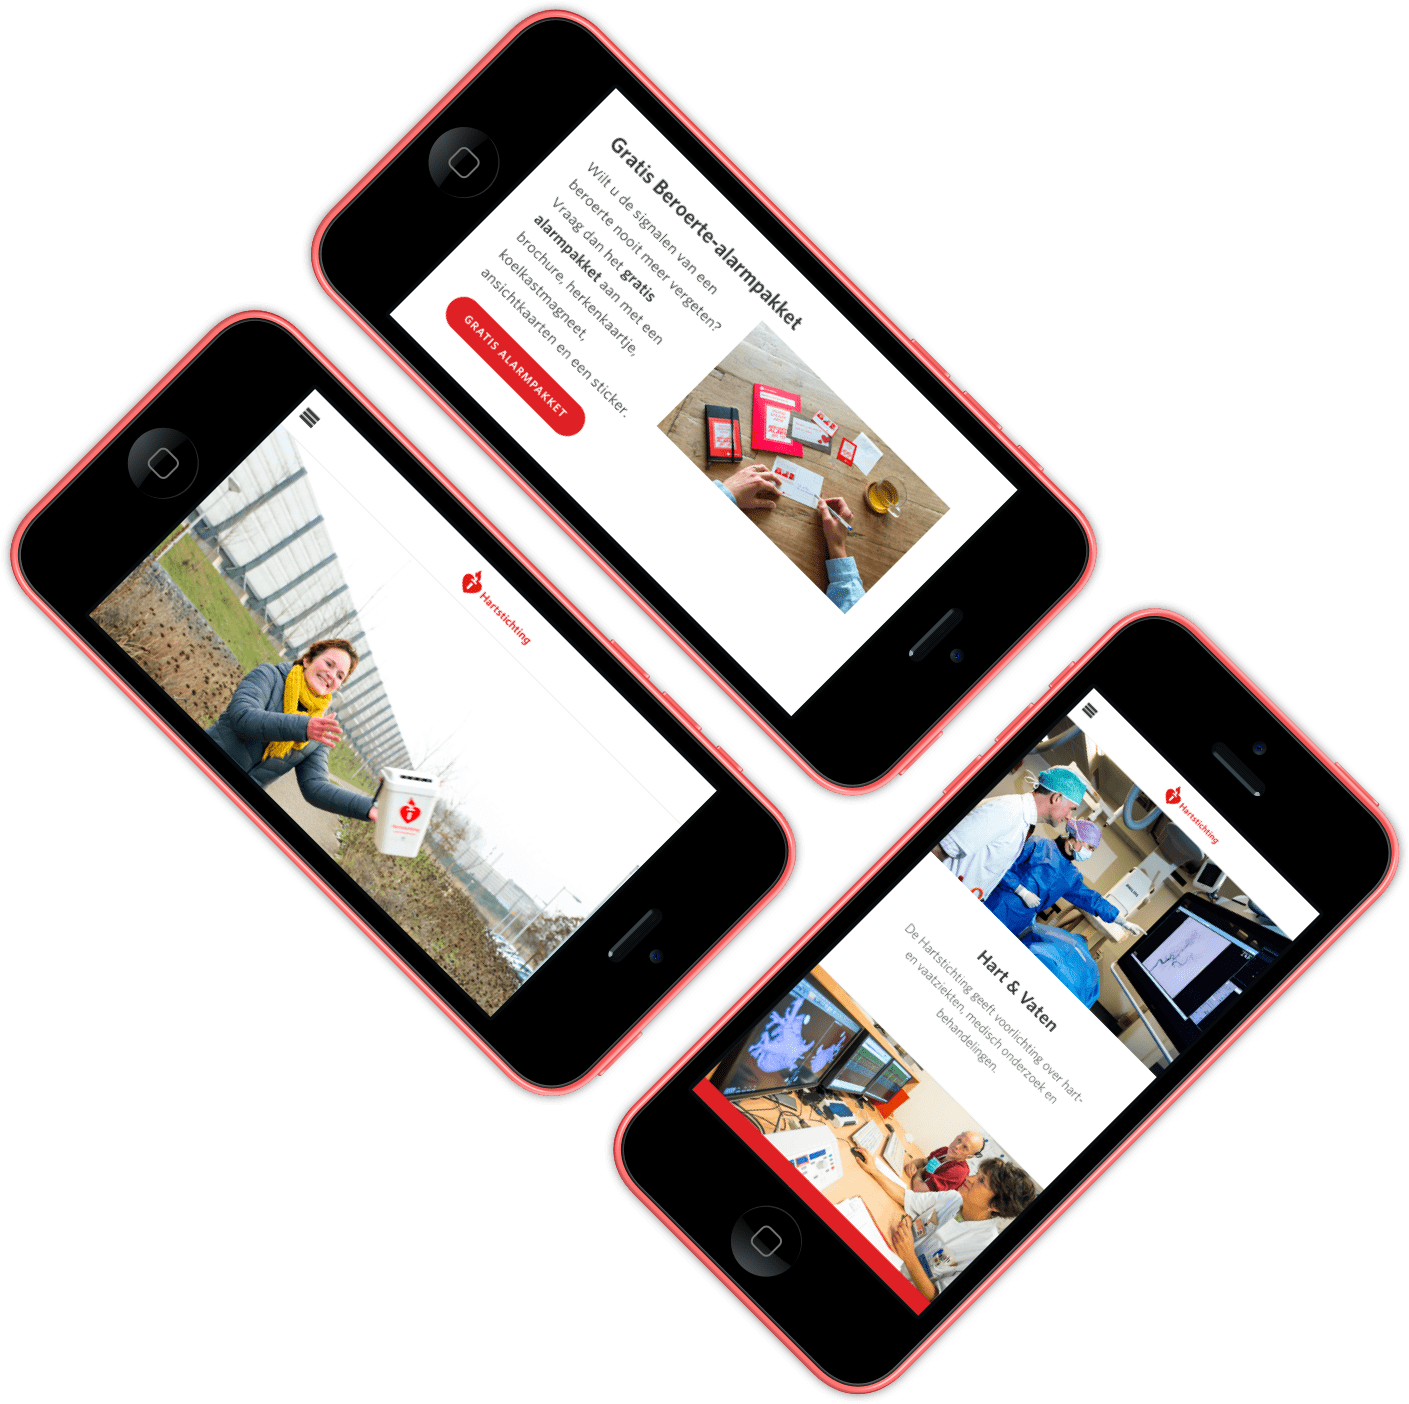 Gratis Beroerte-alarmpakket
Wilt u de signalen van een
beroerte nooit meer vergeten?
Vraag dan het gratis
alarmpakket aan met een
brochure, herkenkaartje,
koelkastmagneet,
ansichtkaarten en een sticker.
GRATIS ALARMPAKKET
Hartstichting
Hartstichting
Hartstichting
Hart & Vaten
De Hartstichting geeft voorlichting over hart-
en vaatziekten, medisch onderzoek en
behandelingen.